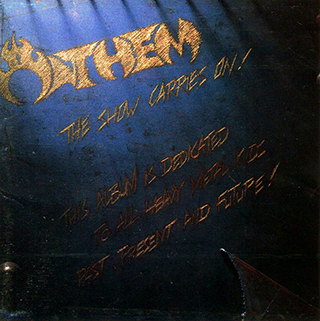 ANTHEM
THE SHOW CARRIES ON!
THIS ALBUM IS DEDICATED
TO ALL HEAVY METAL KIDS
PAST PRESENT AND FUTURE!